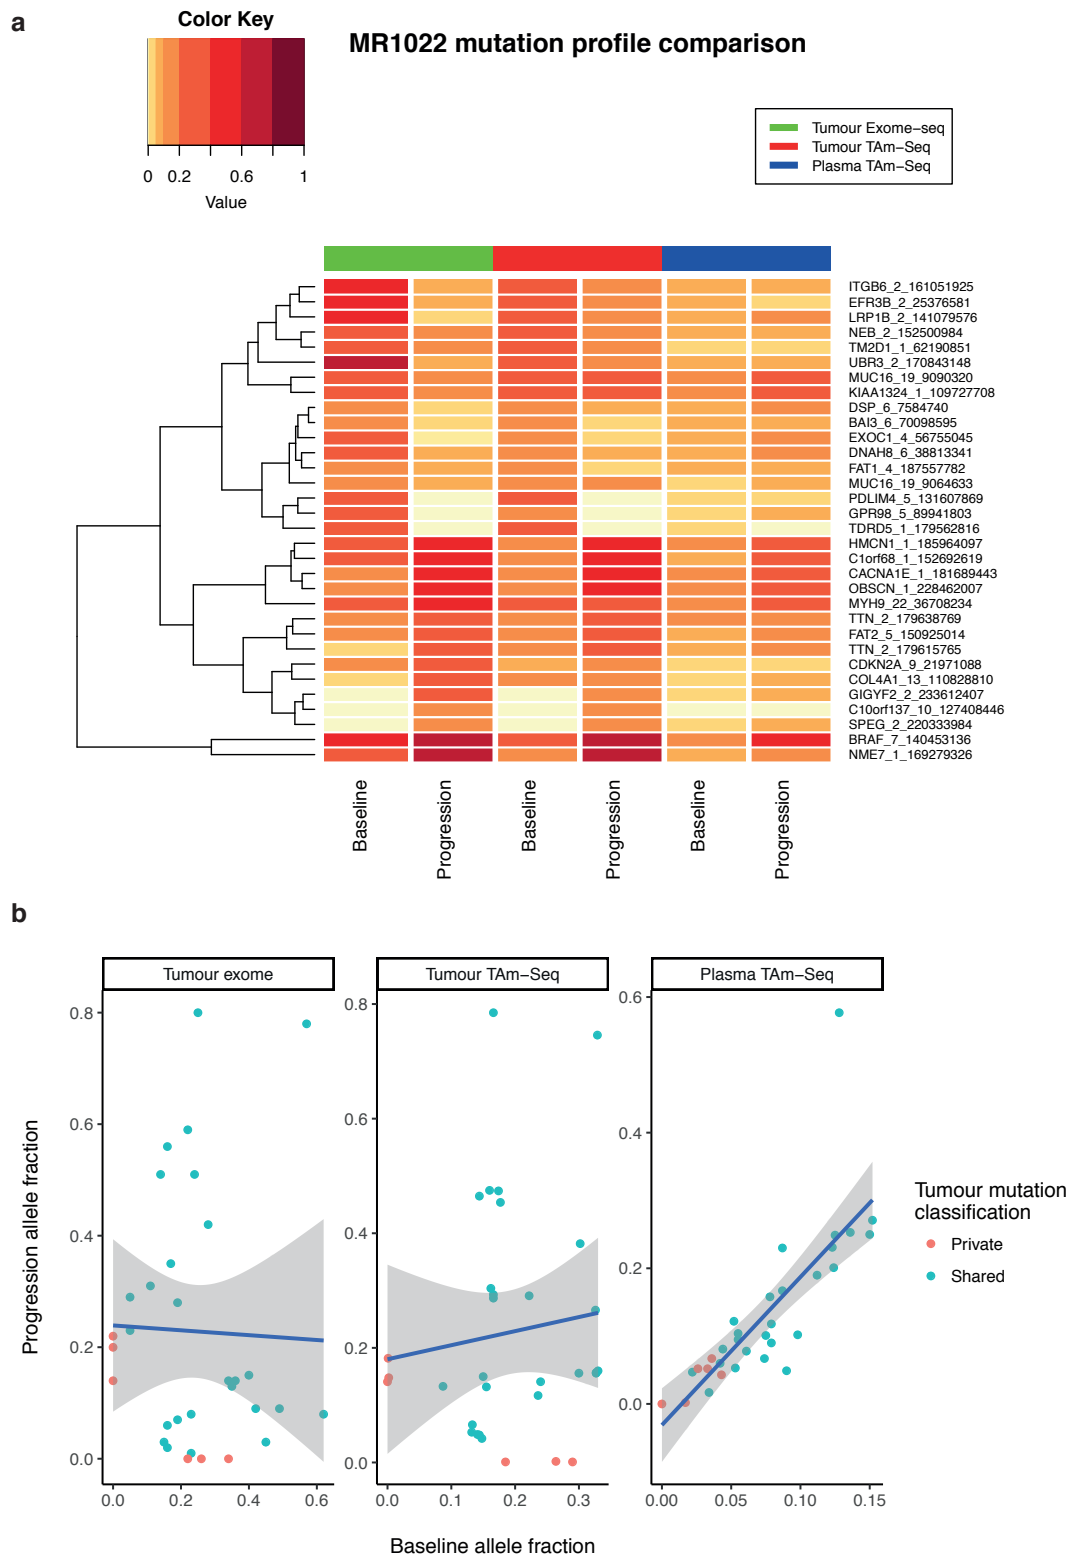 a
Color Key
MR1022 mutation profile comparison
0 0.2 0.6 1
Value
Tumour Exome−seq
Tumour TAm−Seq
Plasma TAm−Seq
ITGB6_2_161051925
EFR3B_2_25376581
LRP1B_2_141079576
NEB_2_152500984
TM2D1_1_62190851
UBR3_2_170843148
MUC16_19_9090320
KIAA1324_1_109727708
DSP_6_7584740
BAI3_6_70098595
EXOC1_4_56755045
DNAH8_6_38813341
FAT1_4_187557782
MUC16_19_9064633
PDLIM4_5_131607869
GPR98_5_89941803
TDRD5_1_179562816
HMCN1_1_185964097
C1orf68_1_152692619
CACNA1E_1_181689443
OBSCN_1_228462007
MYH9_22_36708234
TTN_2_179638769
FAT2_5_150925014
TTN_2_179615765
CDKN2A_9_21971088
COL4A1_13_110828810
GIGYF2_2_233612407
C10orf137_10_127408446
SPEG_2_220333984
BRAF_7_140453136
NME7_1_169279326
Baseline
Progression
Baseline
Progression
Baseline
Progression
b
Tumour exome
Tumour TAm−Seq
Plasma TAm−Seq
Progression allele fraction
0.8
0.6
0.4
0.2
0.0
0.0 0.2 0.4 0.6
0.8
0.6
0.4
0.2
0.0
0.0 0.1 0.2 0.3
0.6
0.4
0.2
0.0
0.00 0.05 0.10 0.15
Baseline allele fraction
Tumour mutation
classification
Private
Shared